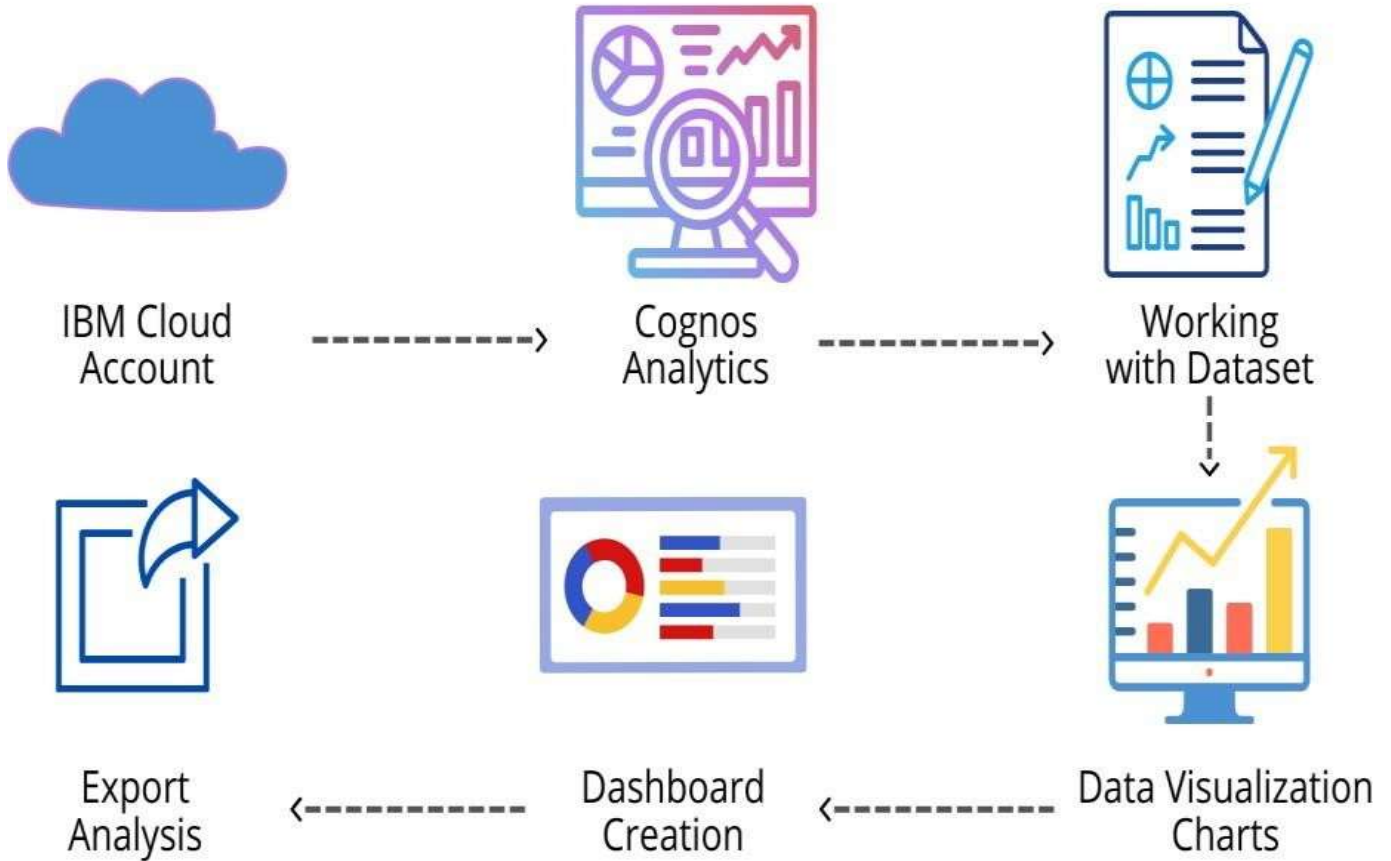 IBM Cloud
Account
Cognos
Analytics
Working
with Dataset
Data Visualization
Charts
Dashboard
Creation
Export
Analysis